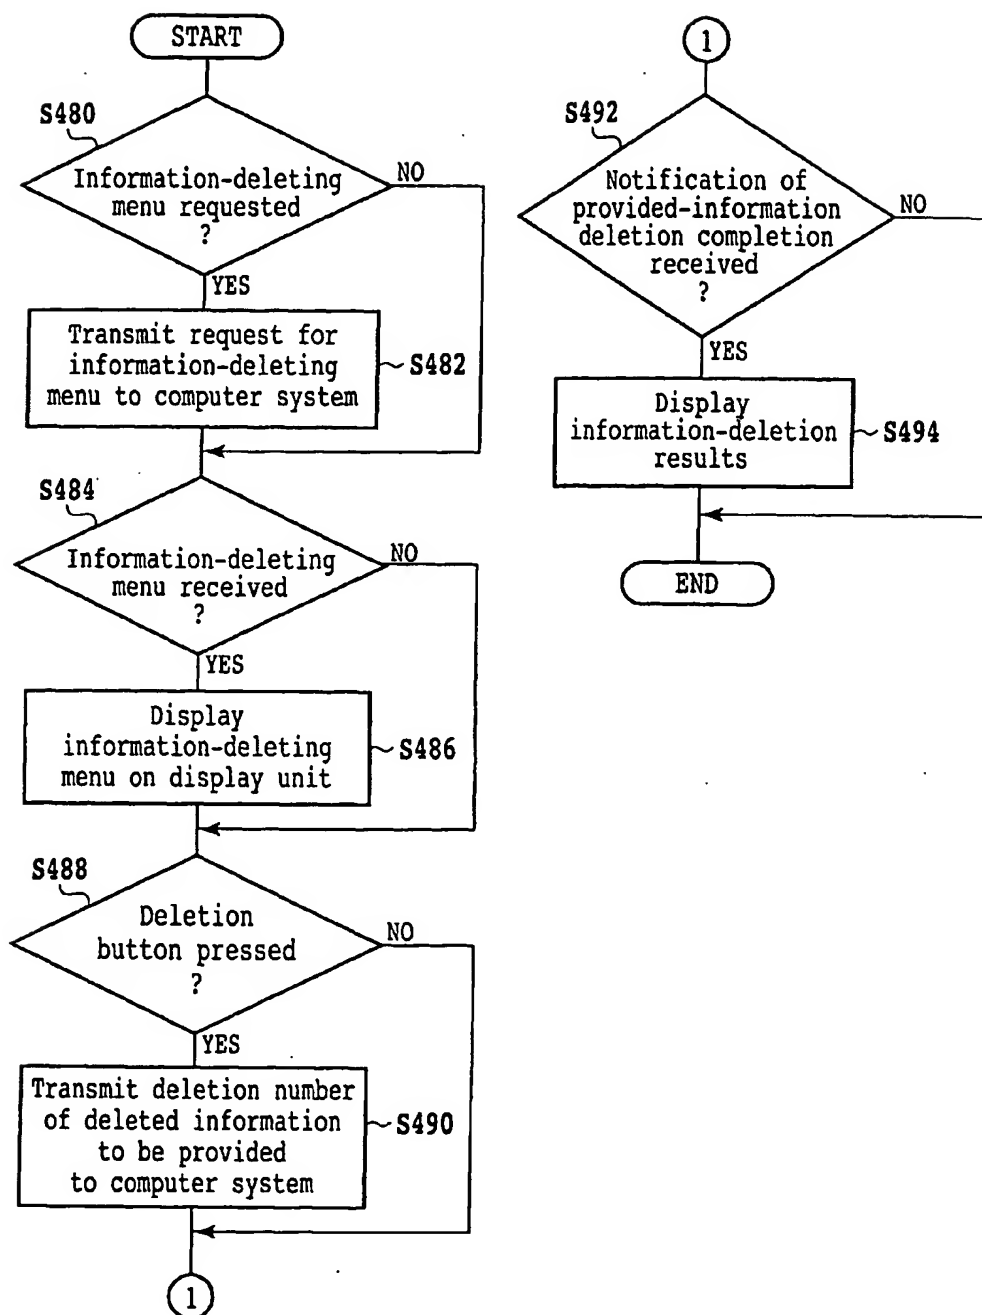 START
S480
Information-deleting
menu requested
?
NO
YES
Transmit request for
information-deleting
menu to computer system
S482
S484
Information-deleting
menu received
?
NO
YES
Display
information-deleting
menu on display unit
S486
S488
Deletion
button pressed
?
NO
YES
Transmit deletion number
of deleted information
to be provided
to computer system
S490
1
1
S492
Notification of
provided-information
deletion completion
received
?
NO
YES
Display
information-deletion
results
S494
END